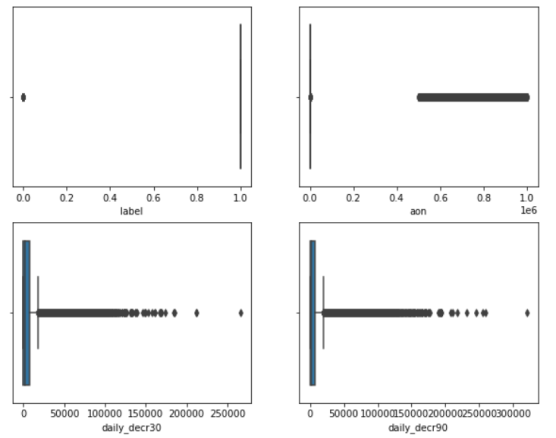 0.0 0.2 0.4 0.6 0.8 1.0
label
0.0 0.2 0.4 0.6 0.8 1.0
1e6
aon
0 50000 100000 150000 200000 250000
daily_decr30
0 50000 100000 150000 200000 250000 300000
daily_decr90